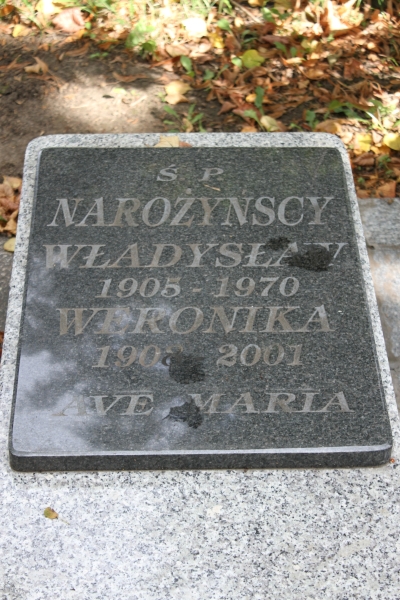 Ś. P.
NAROŻYNSCY
WŁADYSŁAW
1905 - 1970
WERONIKA
2001
AVE MARIA